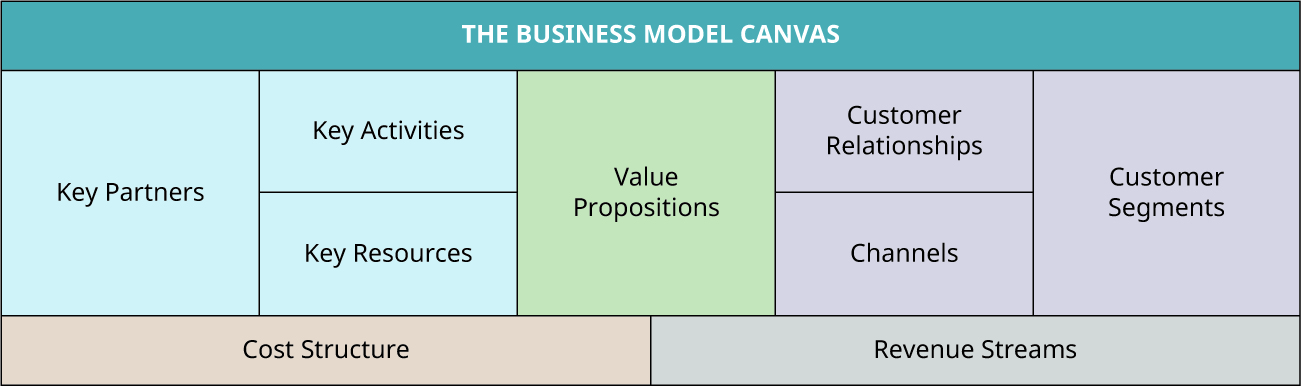 THE BUSINESS MODEL CANVAS
Key Partners
Key Activities
Key Resources
Value
Propositions
Customer
Relationships
Channels
Customer
Segments
Cost Structure
Revenue Streams